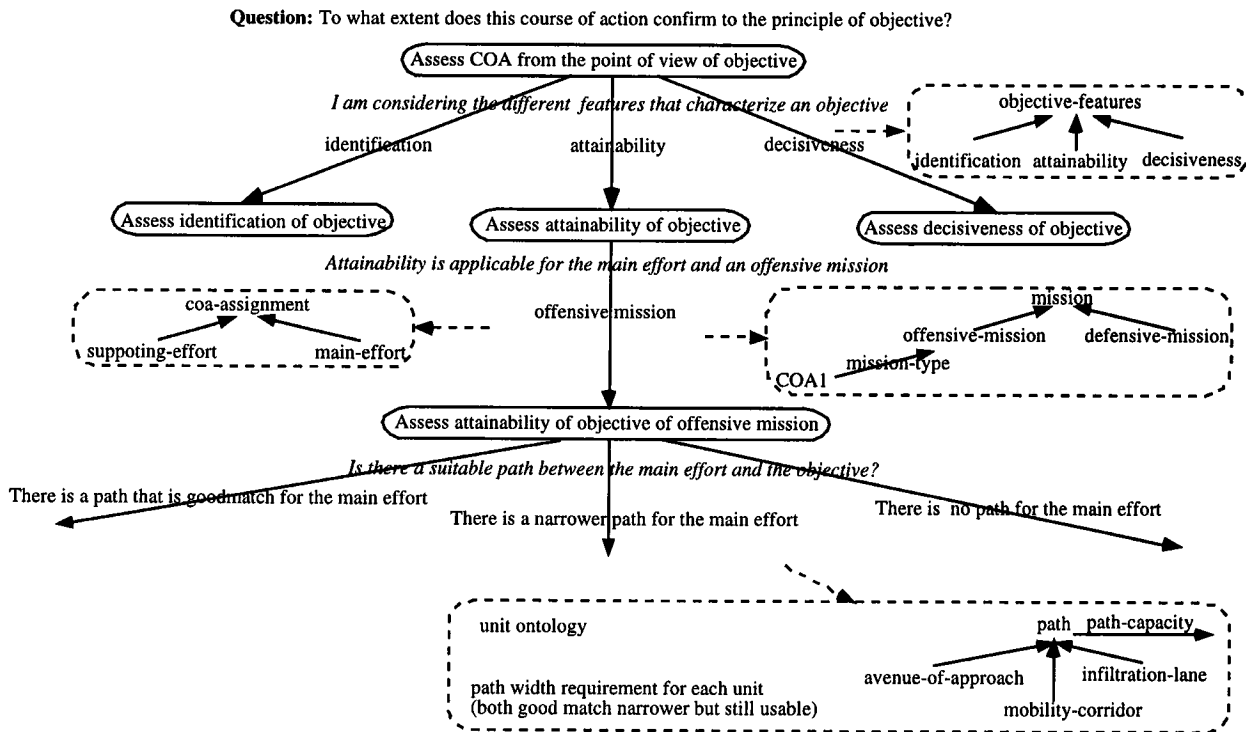 Question: To what extent does this course of action confirm to the principle of objective?
Assess COA from the point of view of objective
I am considering the different features that characterize an objective
objective-features
identification
attainability
decisiveness
identification
attainability
decisiveness
Assess identification of objective
Assess attainability of objective
Assess decisiveness of objective
Attainability is applicable for the main effort and an offensive mission
coa-assignment
suppoting-effort
main-effort
offensive mission
mission
offensive-mission
defensive-mission
mission-type
COA1
Assess attainability of objective of offensive mission
Is there a suitable path between the main effort and the objective?
There is a path that is goodmatch for the main effort
There is a narrower path for the main effort
There is no path for the main effort
unit ontology
path
path-capacity
avenue-of-approach
infiltration-lane
path width requirement for each unit
(both good match narrower but still usable)
mobility-corridor